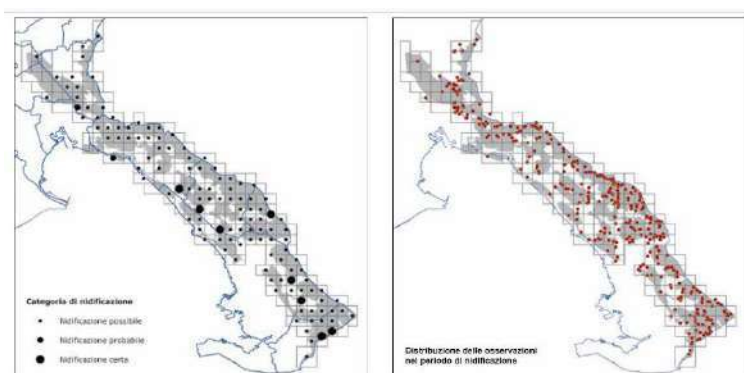 Categoria di nidificazione
Nidificazione possibile
Nidificazione probabile
Nidificazione certa
Distribuzione delle osservazioni
nel periodo di nidificazione